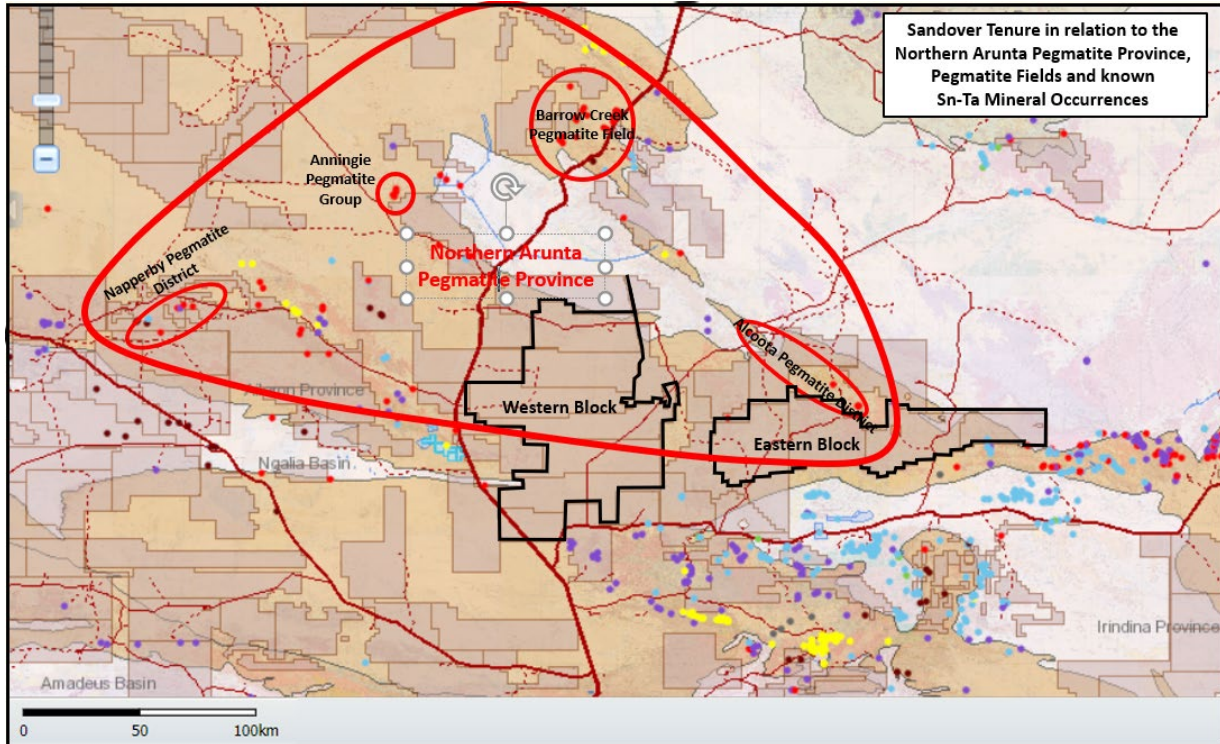 Sandover Tenure in relation to the
Northern Arunta Pegmatite Province,
Pegmatite Fields and known
Sn-Ta Mineral Occurrences
Barrow Creek
Pegmatite Field
Anningie
Pegmatite
Group
Northern Arunta
Pegmatite Province
Napperby Pegmatite
District
Alcoota Pegmatite District
Aileron Province
Western Block
Eastern Block
Ngalia Basin
Irindina Province
Amadeus Basin
0 50 100km